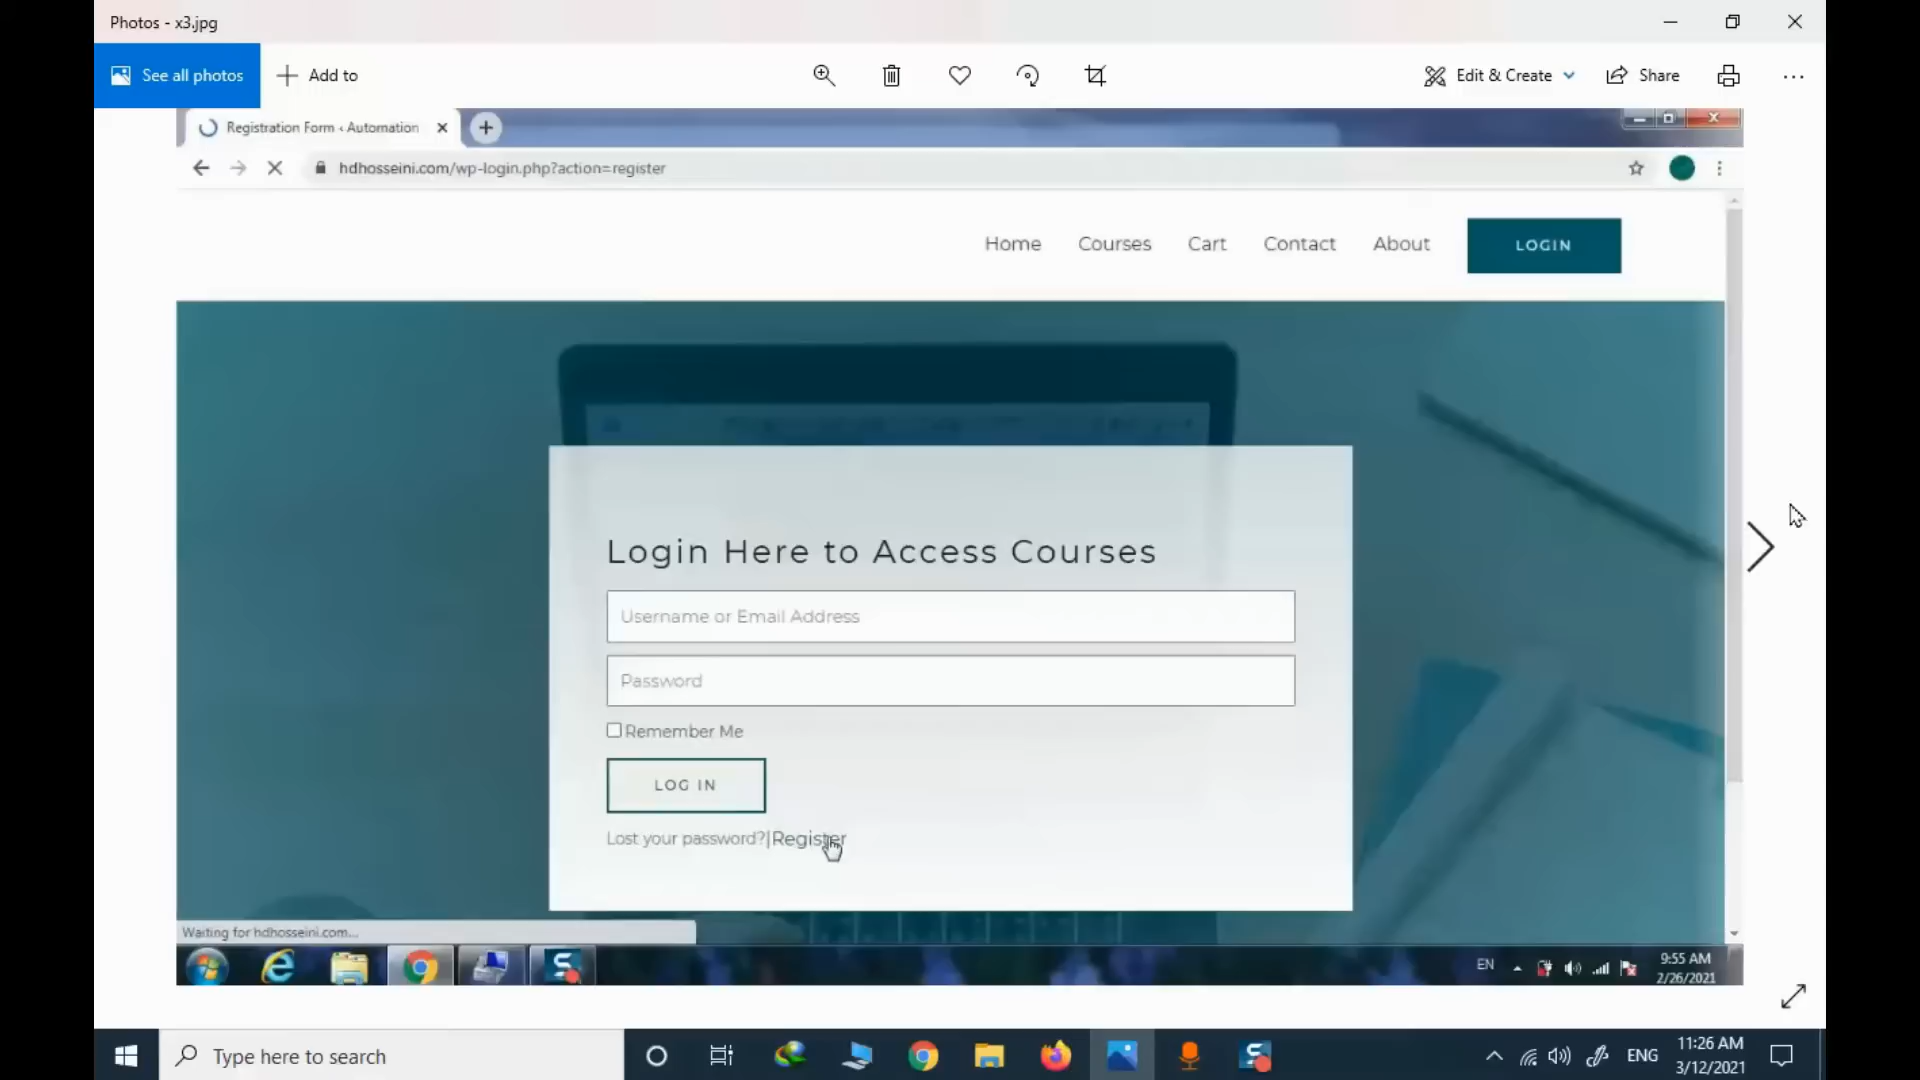 Photos - x3.jpg
See all photos
Add to
Edit & Create
Share
Registration Form ‹ Automation
hdhosseini.com/wp-login.php?action=register
Home
Courses
Cart
Contact
About
LOGIN
Login Here to Access Courses
Username or Email Address
Password
Remember Me
LOG IN
Lost your password?|Register
Waiting for hdhosseini.com...
EN
9:55 AM
2/26/2021
Type here to search
ENG
11:26 AM
3/12/2021